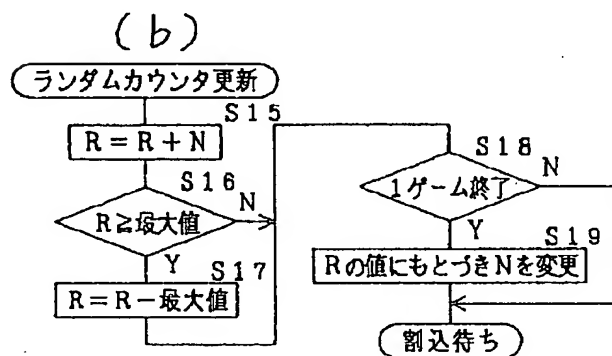 (b)
ランダムカウンタ更新
S15
R=R+N
S16
R≧最大値
N
Y
S17
R=R－最大値
S18
1ゲーム終了
N
Y
S19
Rの値にもとづきNを変更
割込待ち